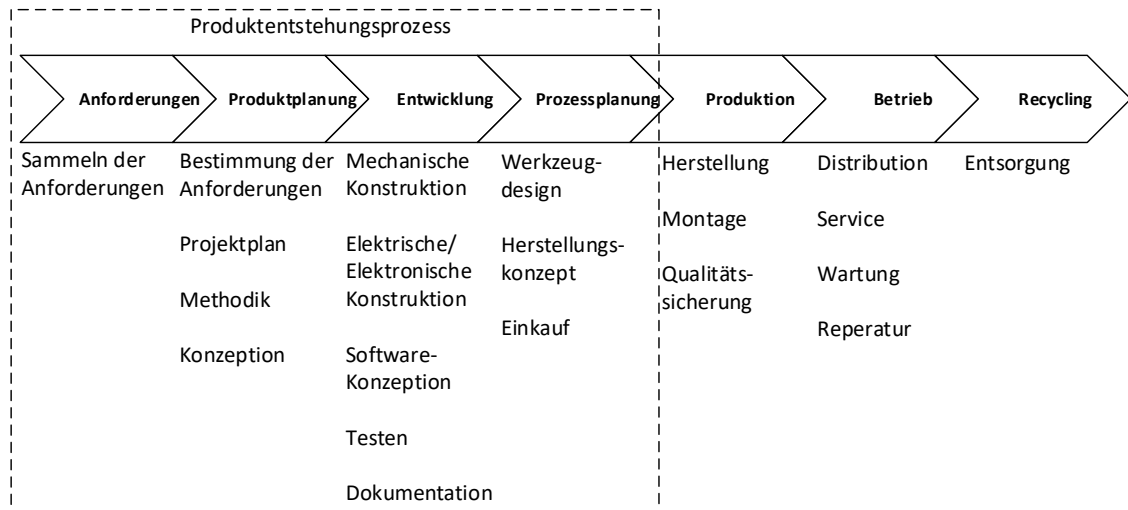 Produktentstehungsprozess
Anforderungen
Produktplanung
Entwicklung
Prozessplanung
Produktion
Betrieb
Recycling
Sammeln der
Anforderungen
Bestimmung der
Anforderungen
Projektplan
Methodik
Konzeption
Mechanische
Konstruktion
Elektrische/
Elektronische
Konstruktion
Software-
Konzeption
Testen
Dokumentation
Werkzeug-
design
Herstellungs-
konzept
Einkauf
Herstellung
Montage
Qualitäts-
sicherung
Distribution
Service
Wartung
Reperatur
Entsorgung